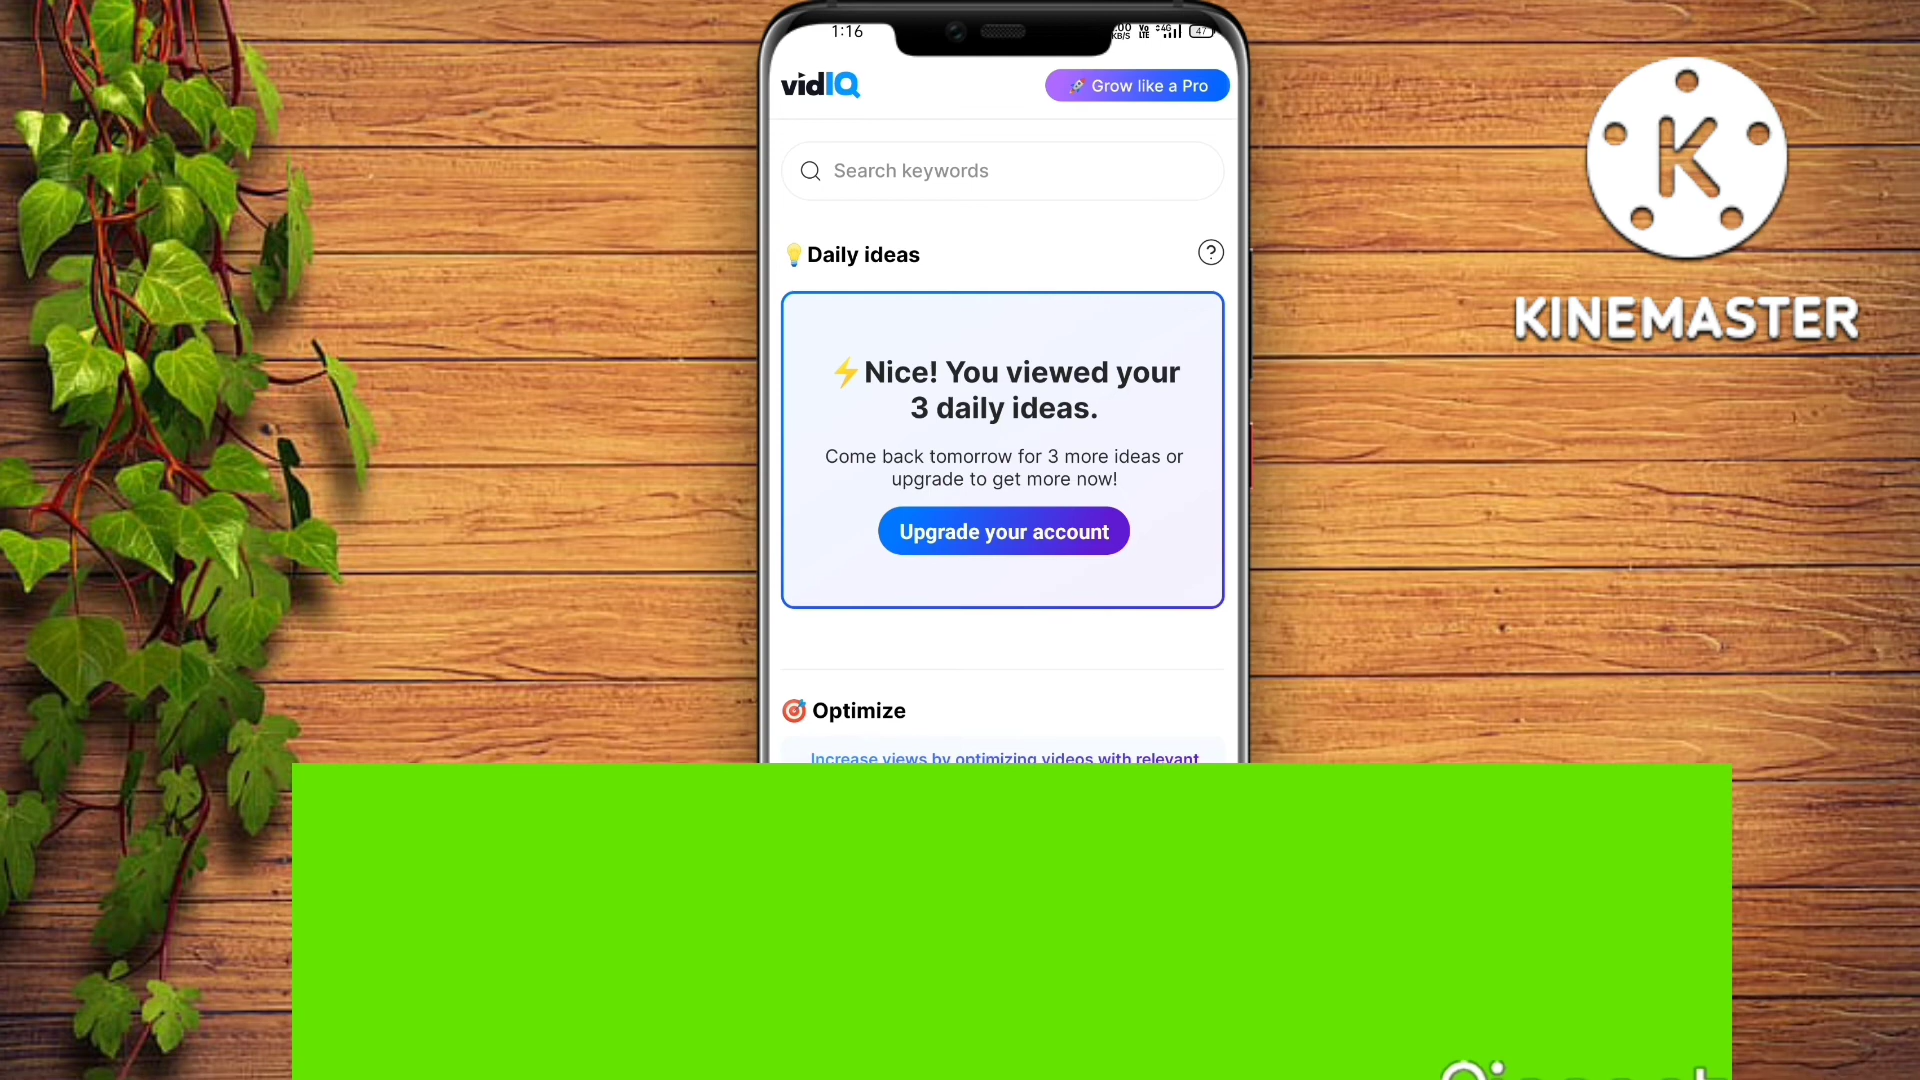 1:16
vidIQ
🚀 Grow like a Pro
Search keywords
💡Daily ideas
⚡Nice! You viewed your
3 daily ideas.
Come back tomorrow for 3 more ideas or
upgrade to get more now!
Upgrade your account
🎯 Optimize
Increase views by optimizing videos with relevant
K
KINEMASTER